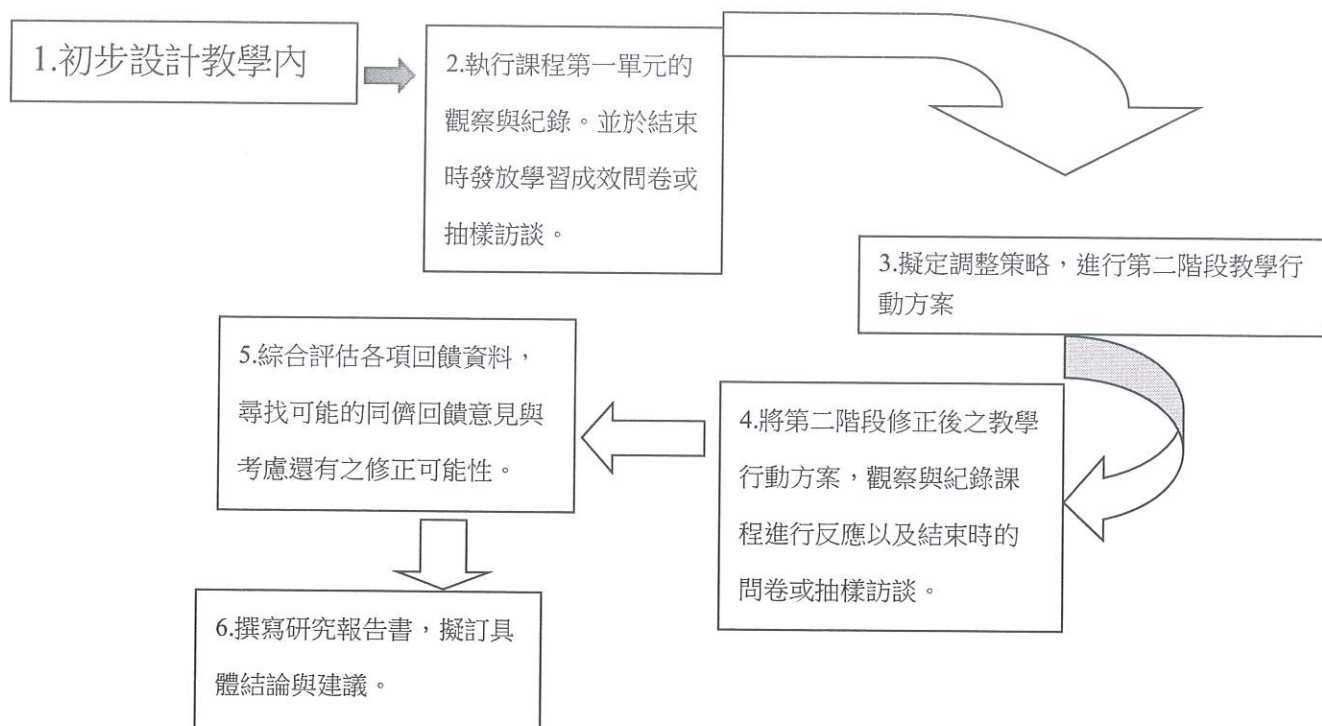 1.初步設計教學內
2.執行課程第一單元的
觀察與紀錄。並於結束
時發放學習成效問卷或
抽樣訪談。
3.擬定調整策略，進行第二階段教學行
動方案
4.將第二階段修正後之教學
行動方案，觀察與紀錄課
程進行反應以及結束時的
問卷或抽樣訪談。
5.綜合評估各項回饋資料，
尋找可能的同儕回饋意見與
考慮還有之修正可能性。
6.撰寫研究報告書，擬訂具
體結論與建議。